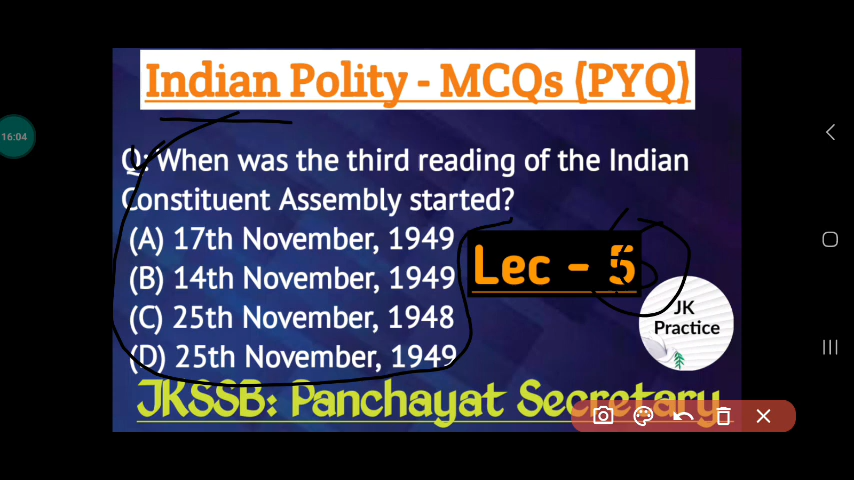 16:04
Indian Polity - MCQs (PYQ)
Q: When was the third reading of the Indian
Constituent Assembly started?
(A) 17th November, 1949
(B) 14th November, 1949
(C) 25th November, 1948
(D) 25th November, 1949
Lec - 5
JK
Practice
JKSSB: Panchayat Secretary